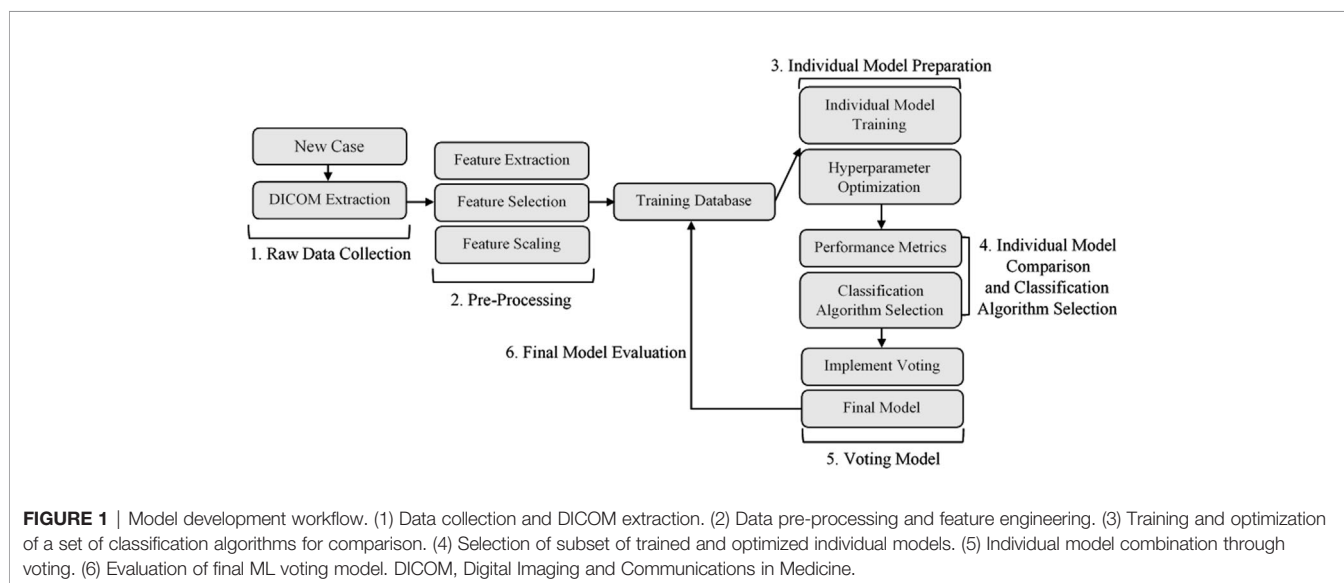 New Case
DICOM Extraction
1. Raw Data Collection
Feature Extraction
Feature Selection
Feature Scaling
2. Pre-Processing
Training Database
3. Individual Model Preparation
Individual Model
Training
Hyperparameter
Optimization
Performance Metrics
Classification
Algorithm Selection
4. Individual Model
Comparison
and Classification
Algorithm Selection
Implement Voting
Final Model
5. Voting Model
6. Final Model Evaluation
FIGURE 1 | Model development workflow. (1) Data collection and DICOM extraction. (2) Data pre-processing and feature engineering. (3) Training and optimization
of a set of classification algorithms for comparison. (4) Selection of subset of trained and optimized individual models. (5) Individual model combination through
voting. (6) Evaluation of final ML voting model. DICOM, Digital Imaging and Communications in Medicine.